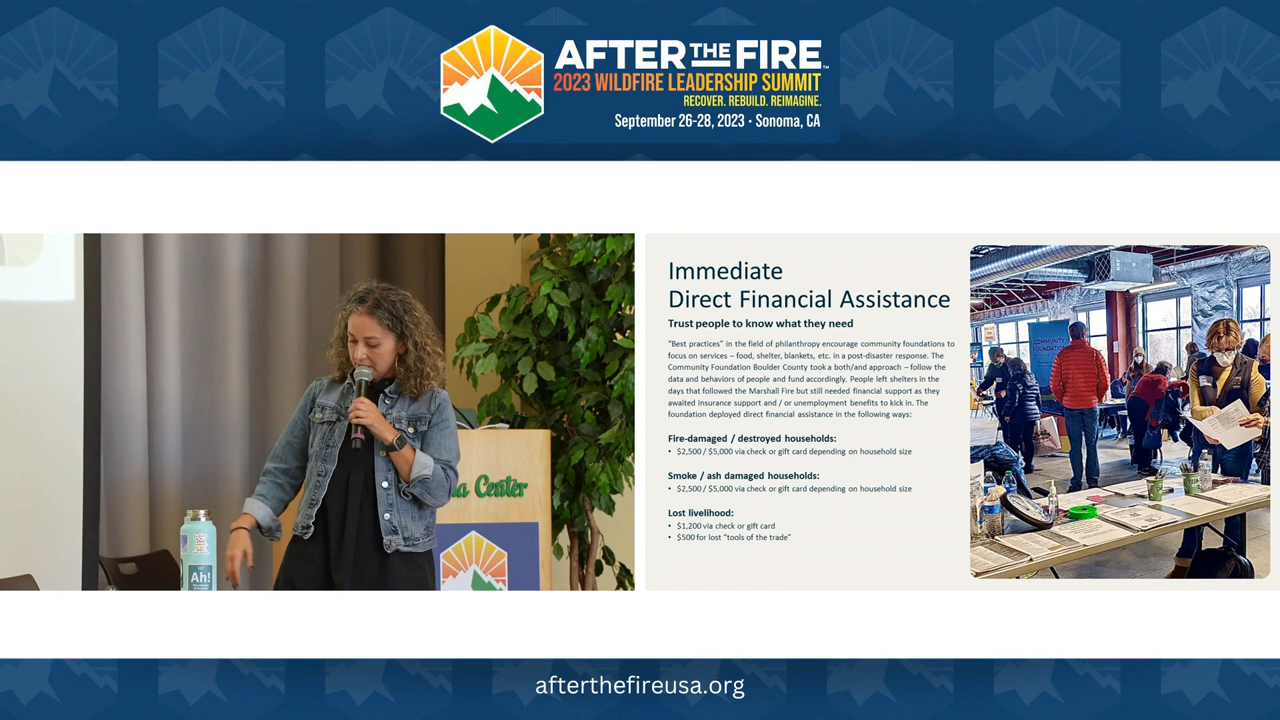 AFTER THE FIRE™
2023 WILDFIRE LEADERSHIP SUMMIT
RECOVER. REBUILD. REIMAGINE.
September 26-28, 2023 • Sonoma, CA
Ah!
a Center
Immediate
Direct Financial Assistance
Trust people to know what they need
"Best practices" in the field of philanthropy encourage community foundations to
focus on services – food, shelter, blankets, etc. in a post-disaster response. The
Community Foundation Boulder County took a both/and approach – follow the
data and behaviors of people and fund accordingly. People left shelters in the
days that followed the Marshall Fire but still needed financial support as they
awaited insurance support and / or unemployment benefits to kick in. The
foundation deployed direct financial assistance in the following ways:
Fire-damaged / destroyed households:
• $2,500 / $5,000 via check or gift card depending on household size
Smoke / ash damaged households:
• $2,500 / $5,000 via check or gift card depending on household size
Lost livelihood:
• $1,200 via check or gift card
• $500 for lost "tools of the trade"
COMMUNITY
FOUNDATION
afterthefireusa.org